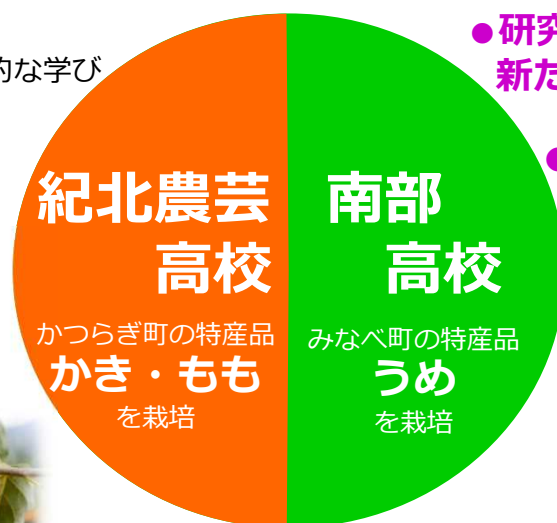 的な学び
●研究
新た
●
紀北農芸
高校
かつらぎ町の特産品
かき・もも
を栽培
南部
高校
みなべ町の特産品
うめ
を栽培